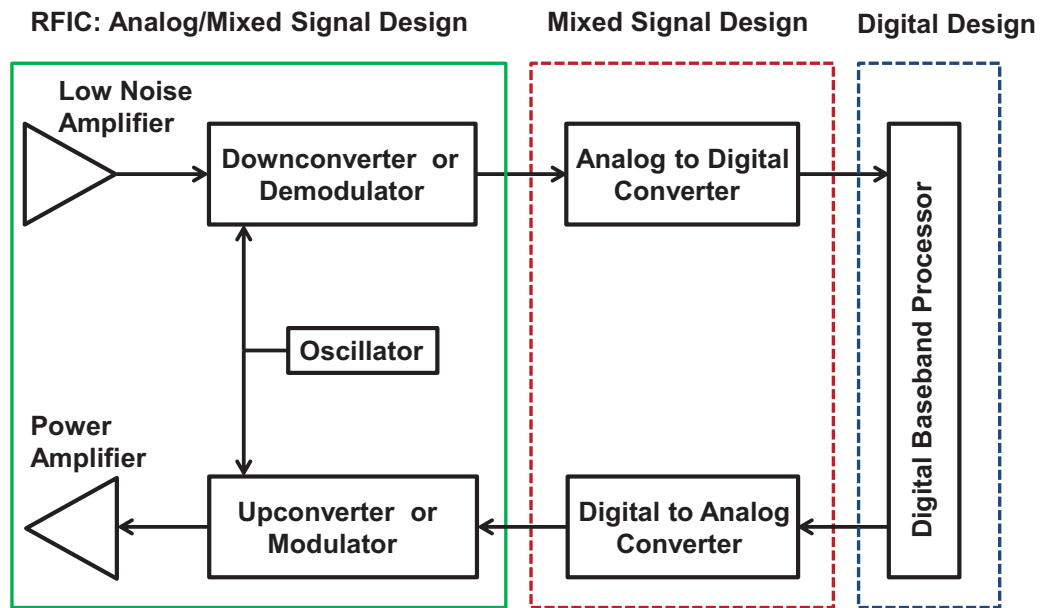 RFIC: Analog/Mixed Signal Design
Mixed Signal Design
Digital Design
Low Noise
Amplifier
Downconverter or
Demodulator
Analog to Digital
Converter
Digital Baseband Processor
Oscillator
Power
Amplifier
Upconverter or
Modulator
Digital to Analog
Converter